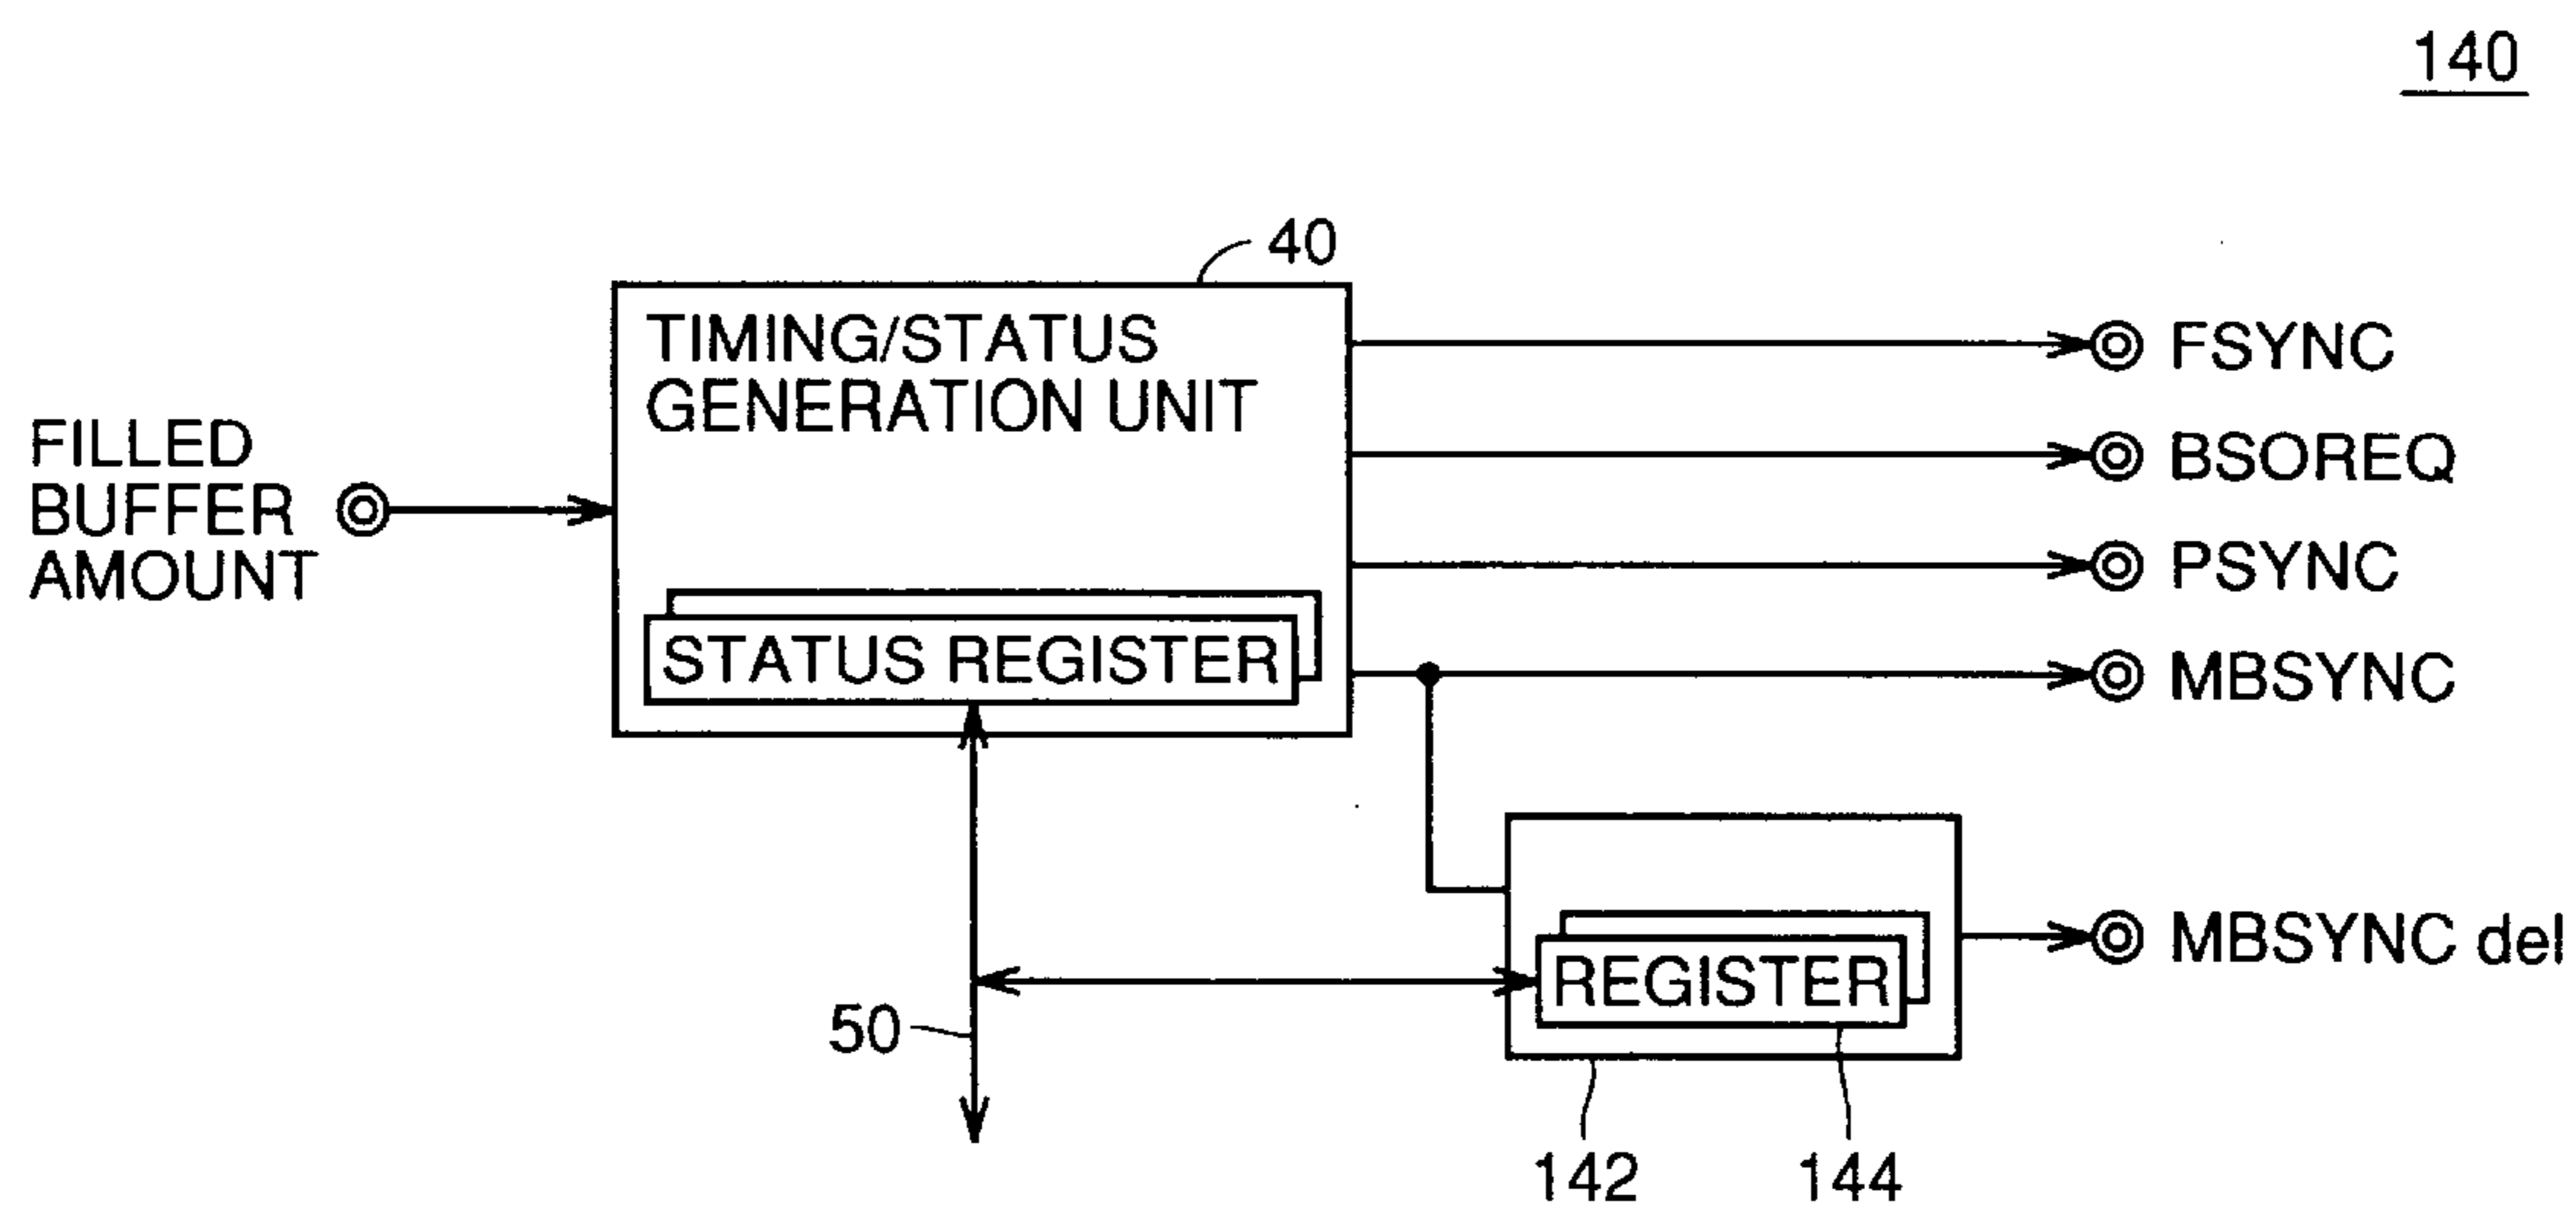 140
40
TIMING/STATUS
GENERATION UNIT
FILLED
BUFFER
AMOUNT
STATUS REGISTER
FSYNC
BSOREQ
PSYNC
MBSYNC
REGISTER
MBSYNC del
50
142
144